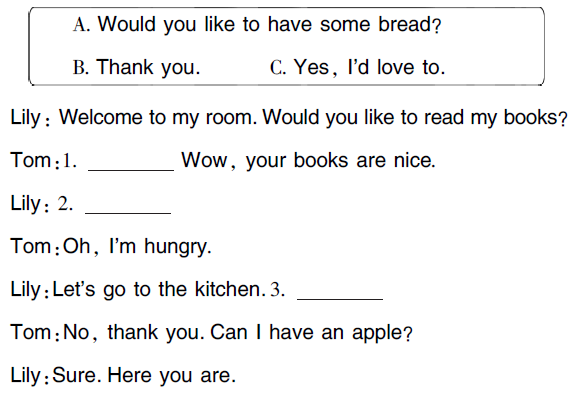 A. Would you like to have some bread?
B. Thank you. C. Yes, I'd love to.
Lily: Welcome to my room. Would you like to read my books?
Tom:1. ________ Wow, your books are nice.
Lily: 2. ________
Tom:Oh, I'm hungry.
Lily:Let's go to the kitchen. 3. ________
Tom:No, thank you. Can I have an apple?
Lily:Sure. Here you are.